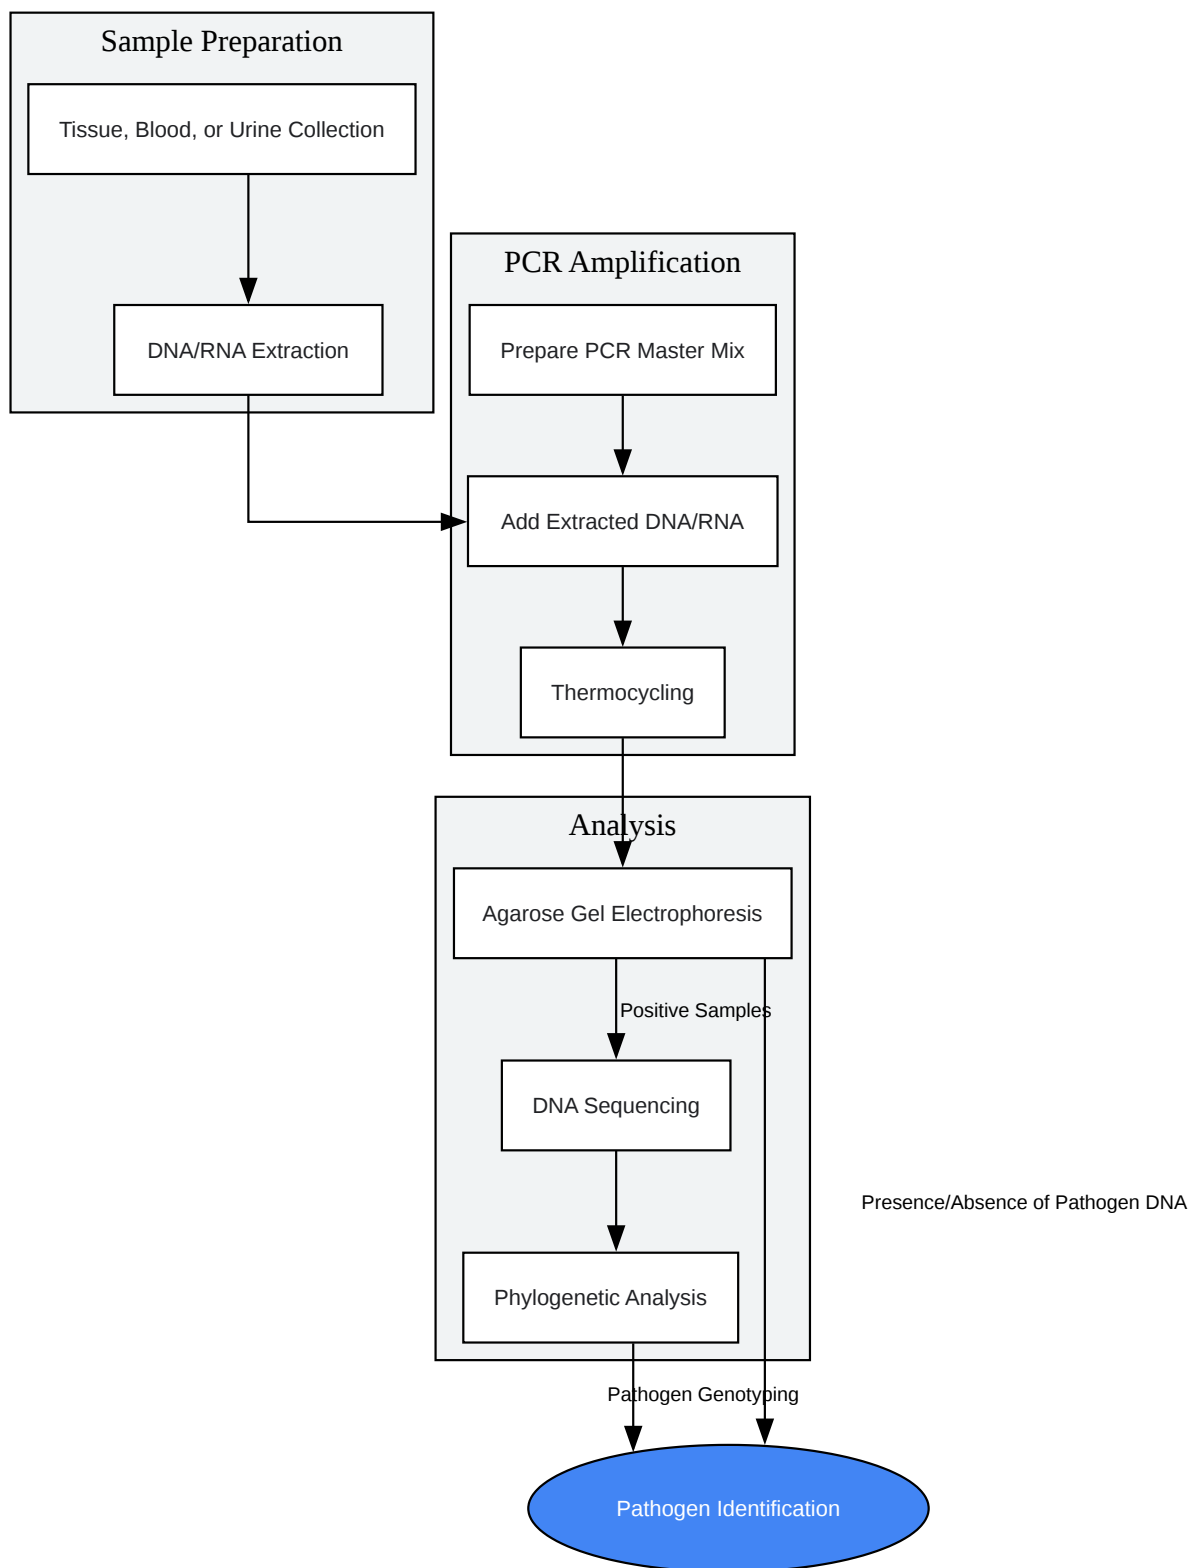 Sample Preparation
Tissue, Blood, or Urine Collection
DNA/RNA Extraction
PCR Amplification
Prepare PCR Master Mix
Add Extracted DNA/RNA
Thermocycling
Analysis
Agarose Gel Electrophoresis
Positive Samples
DNA Sequencing
Presence/Absence of Pathogen DNA
Phylogenetic Analysis
Pathogen Genotyping
Pathogen Identification